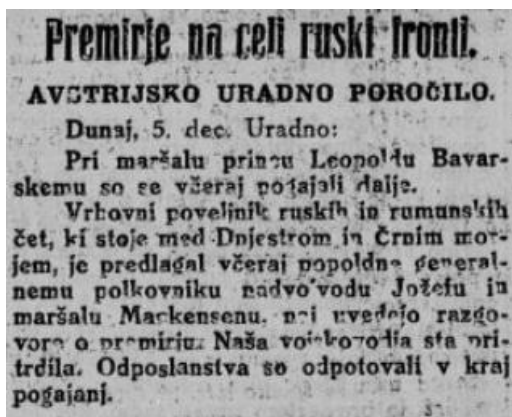 Premirje na celi ruski fronti.
AVSTRIJSKO URADNO POROČILO.
Dunaj, 5. dec. Uradno:
Pri maršalu princu Leopoldu Bavar-
skemu so se včeraj pogajali dalje.
Vrhovni poveljnik ruskih in rumunskih
čet, ki stoje med Dnjestrom in Črnim mor-
jem, je predlagal včeraj popoldne general-
nemu polkovniku nadvojvodu Jožefu in
maršalu Mackensenu, naj uvedejo razgo-
vore o premirju. Naša vojskovodja sta pri-
trdila. Odposlanstva so odpotovali v kraj
pogajanj.